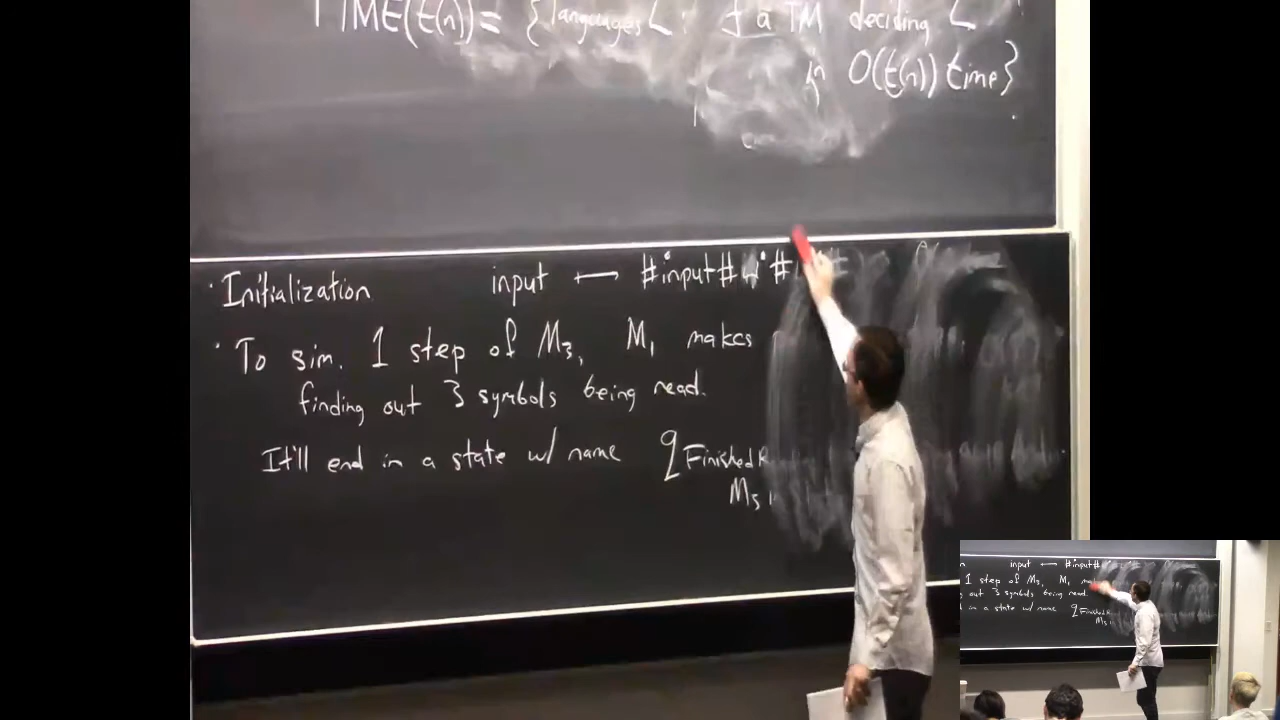 TIME(t(n)) = {languages L: ∃ a TM deciding L
in O(t(n)) time}
· Initialization input ⟷ #input#⊔#
· To sim. 1 step of M₃, M₁ makes
finding out 3 symbols being read.
It'll end in a state w/ name q Finished
M₃